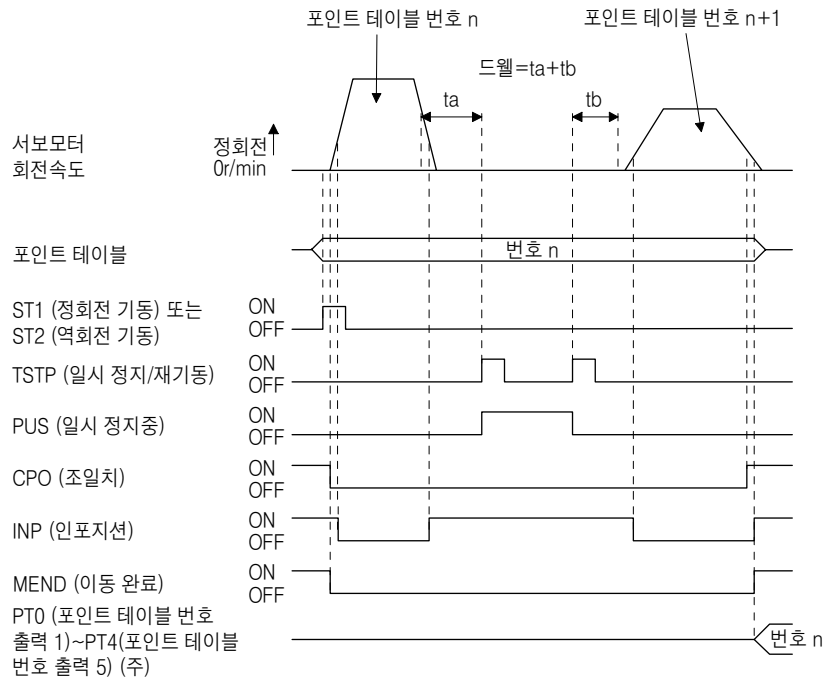 포인트 테이블 번호 n
포인트 테이블 번호 n+1
드웰=ta+tb
ta
tb
서보모터
회전속도
정회전
0r/min
포인트 테이블
번호 n
ST1 (정회전 기동) 또는
ST2 (역회전 기동)
ON
OFF
TSTP (일시 정지/재기동)
ON
OFF
PUS (일시 정지중)
ON
OFF
CPO (조일치)
ON
OFF
INP (인포지션)
ON
OFF
MEND (이동 완료)
ON
OFF
PT0 (포인트 테이블 번호
출력 1)~PT4(포인트 테이블
번호 출력 5) (주)
번호 n